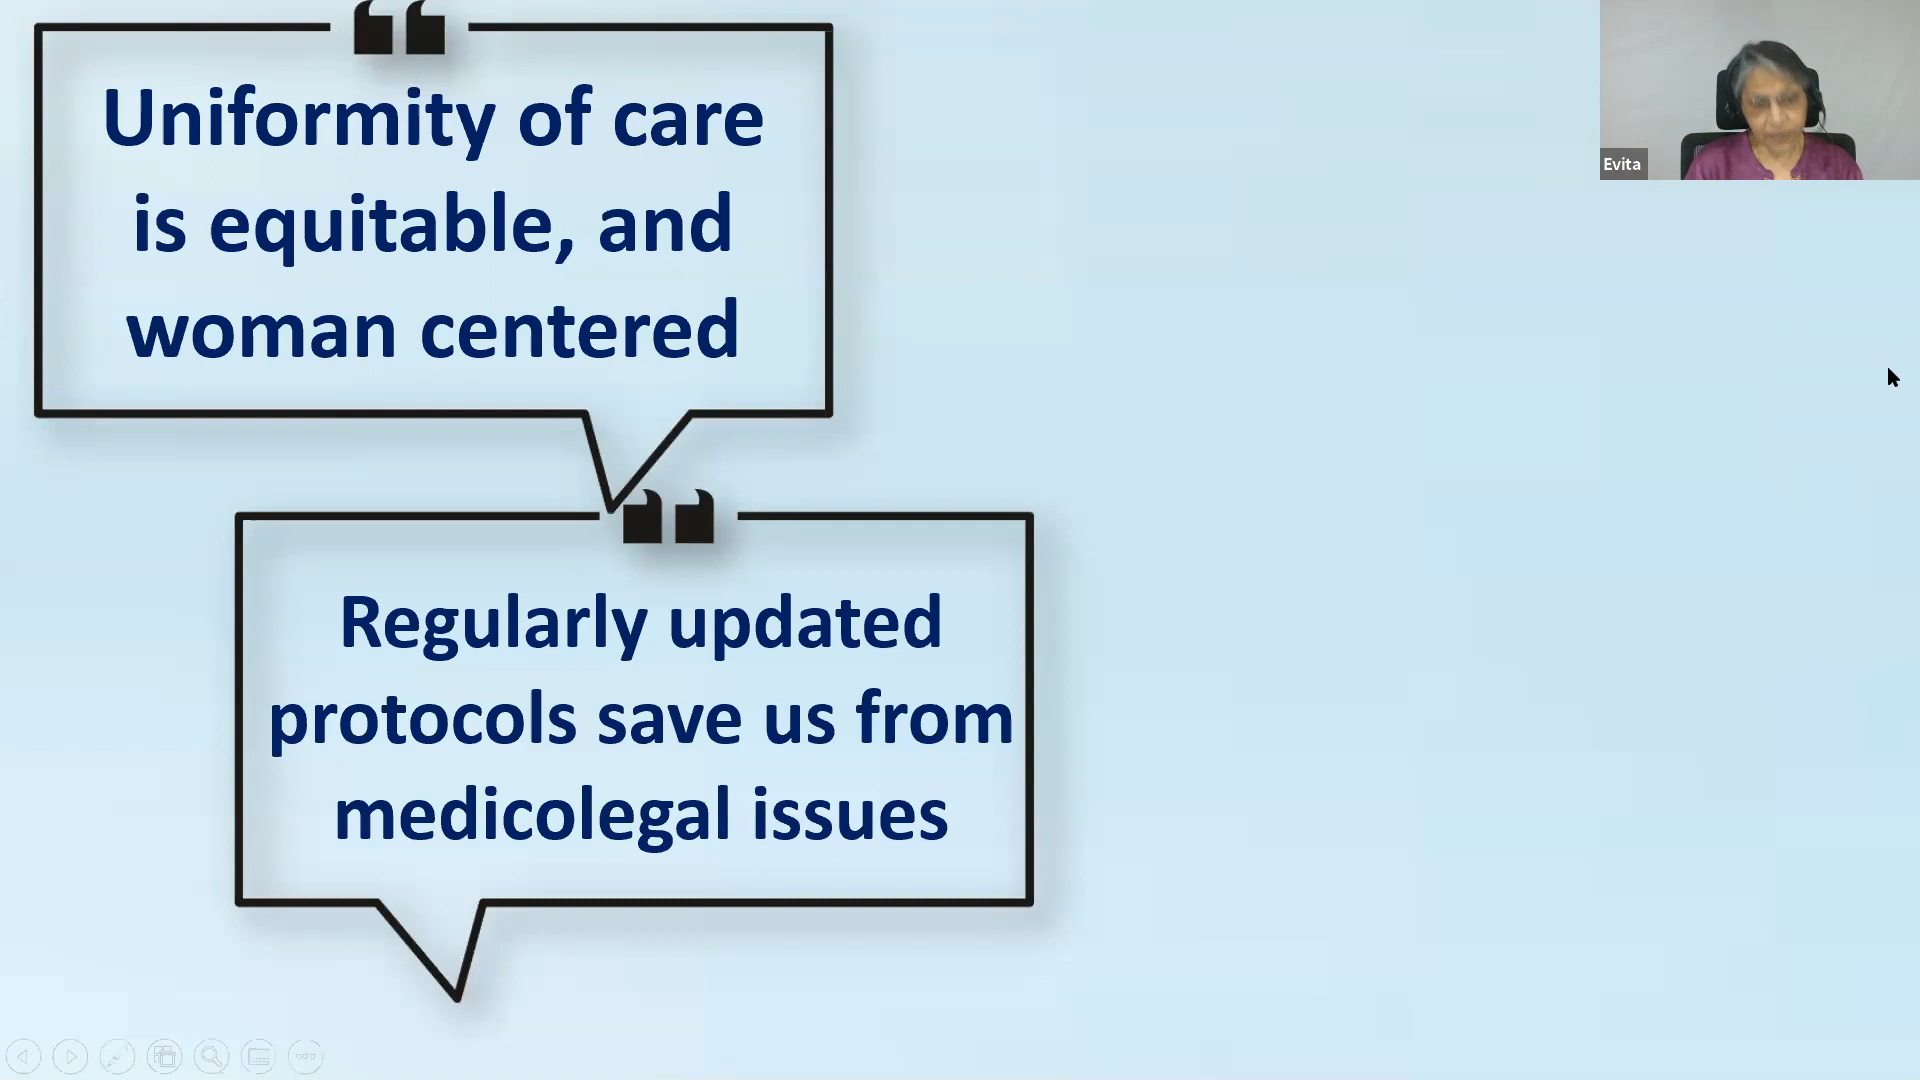 Uniformity of care
is equitable, and
woman centered
Regularly updated
protocols save us from
medicolegal issues
Evita